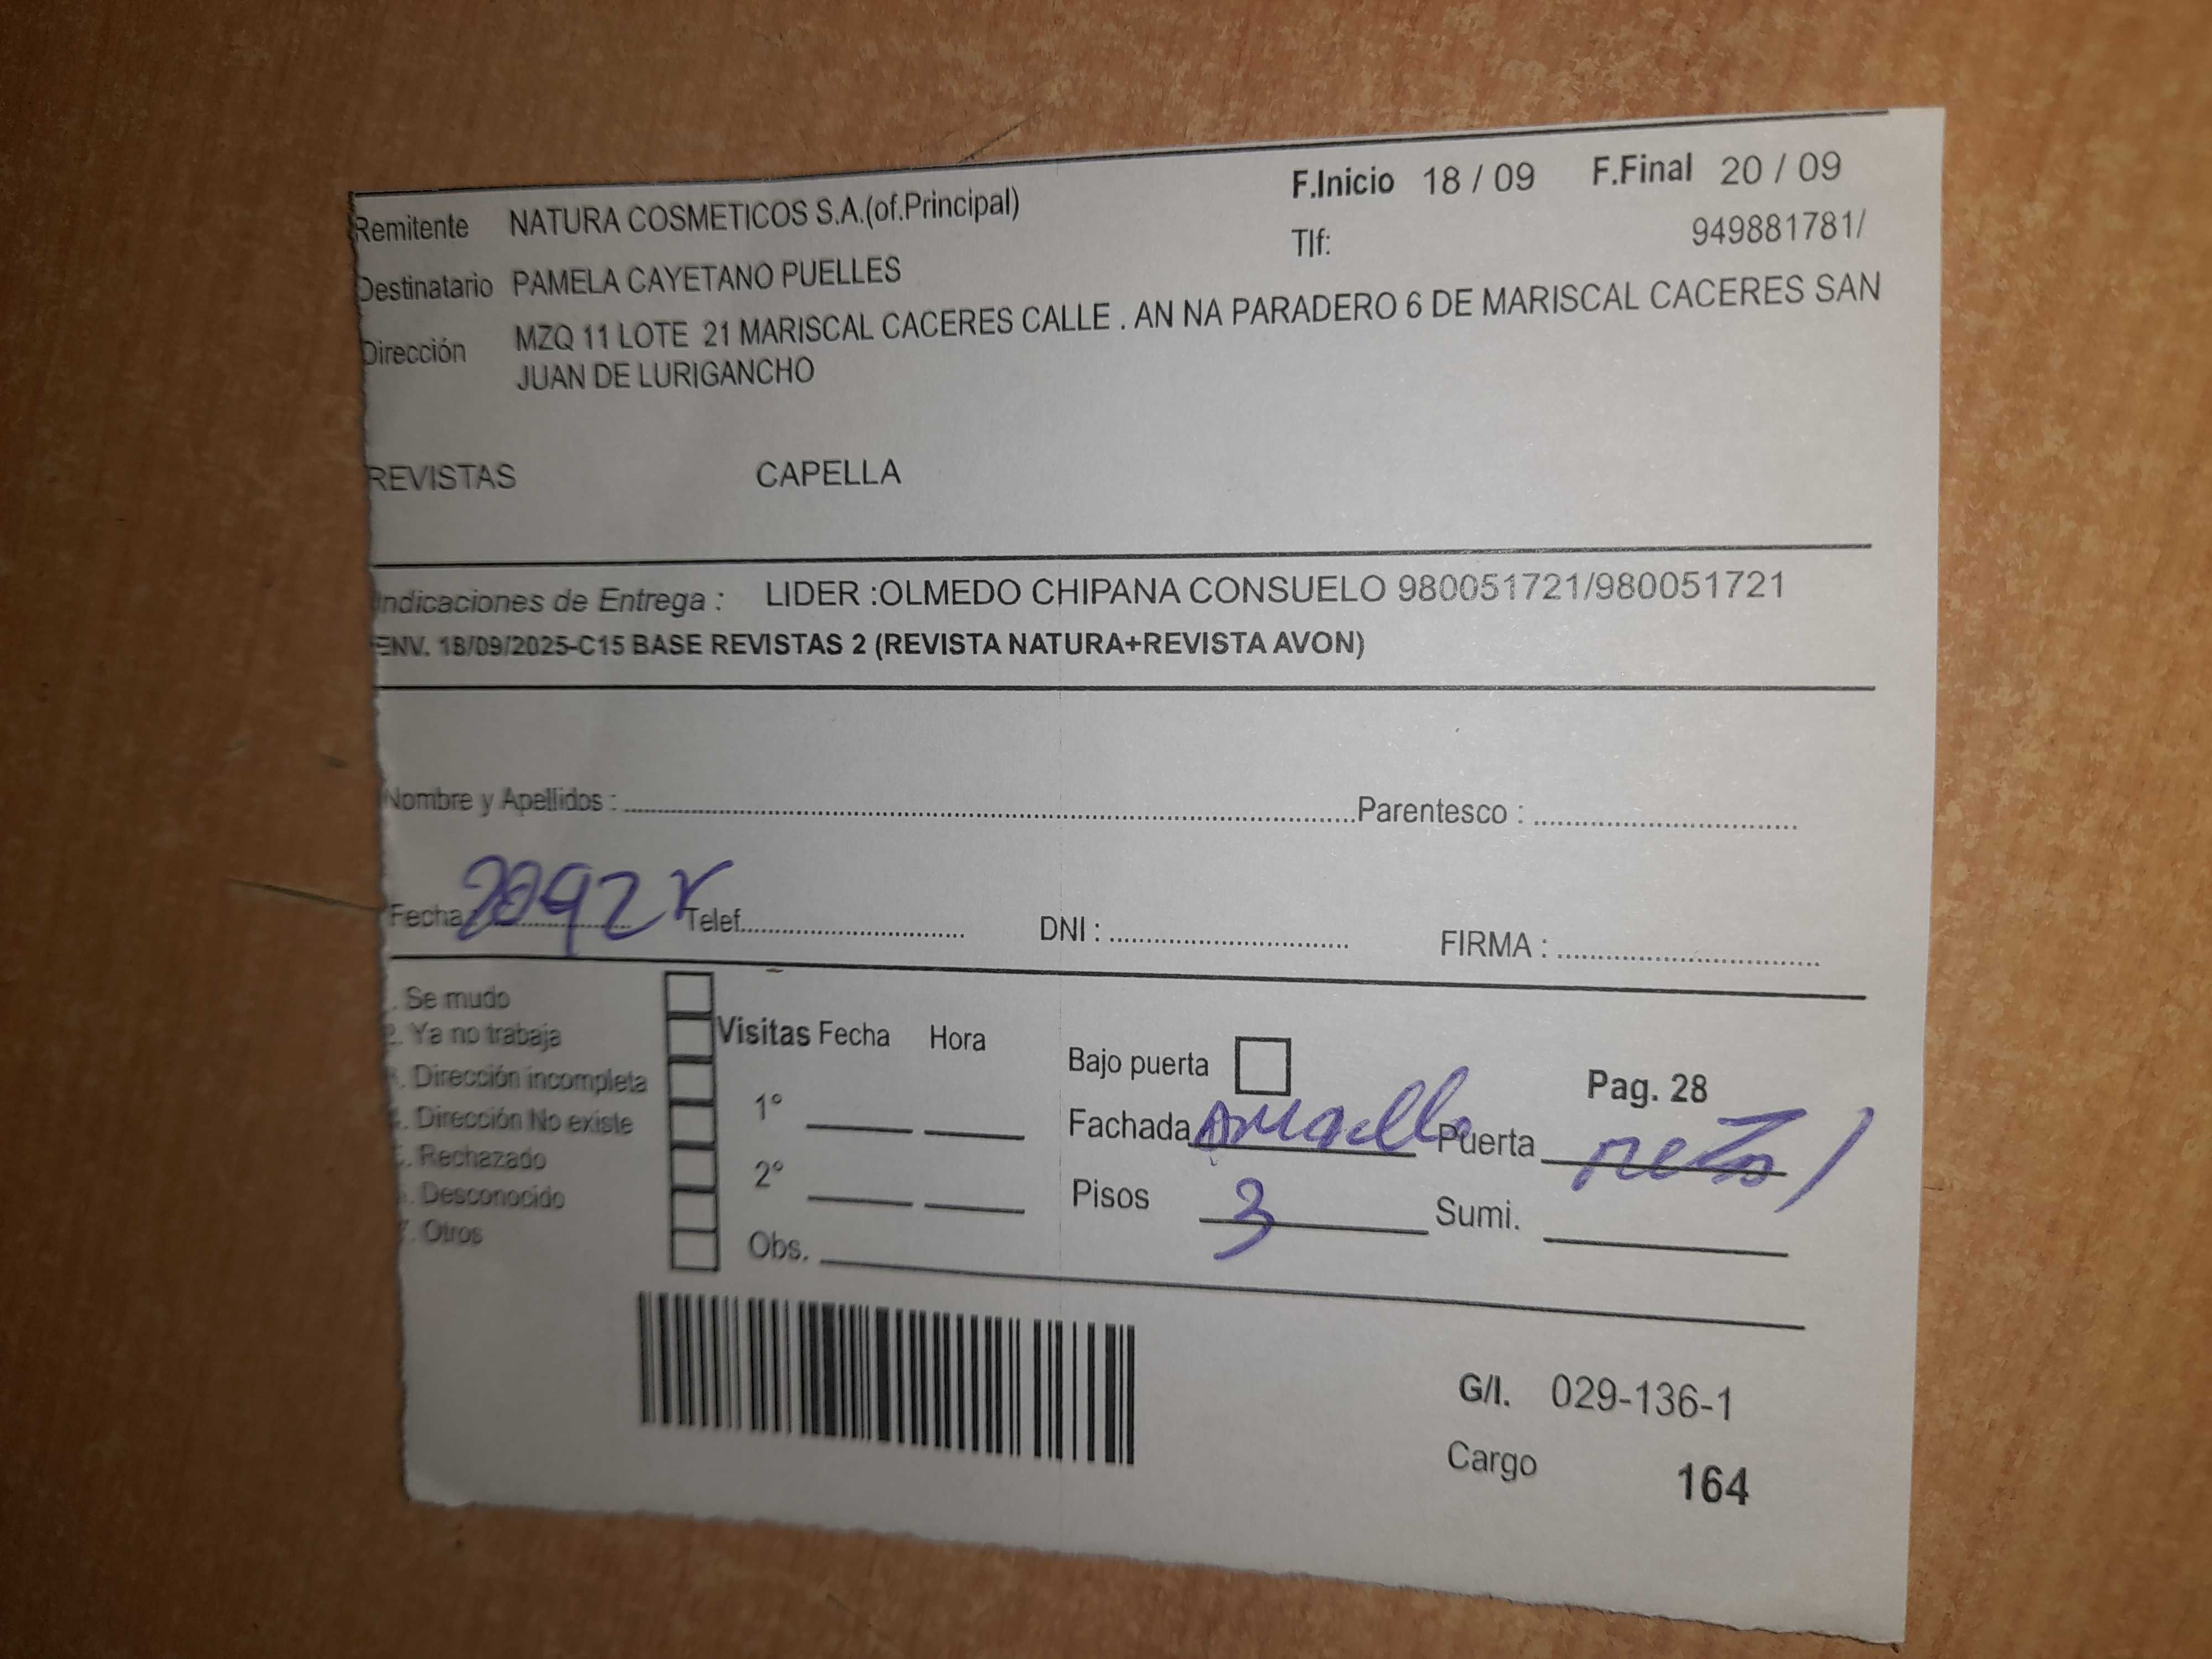 Remitente NATURA COSMETICOS S.A.(of.Principal) F.Inicio 18 / 09 F.Final 20 / 09
Tlf: 949881781/
Destinatario PAMELA CAYETANO PUELLES
Dirección MZQ 11 LOTE 21 MARISCAL CACERES CALLE . AN NA PARADERO 6 DE MARISCAL CACERES SAN
JUAN DE LURIGANCHO
REVISTAS CAPELLA
Indicaciones de Entrega : LIDER :OLMEDO CHIPANA CONSUELO 980051721/980051721
ENV. 18/09/2025-C15 BASE REVISTAS 2 (REVISTA NATURA+REVISTA AVON)
Nombre y Apellidos : Parentesco :
Fecha Telef. DNI : FIRMA :
. Se mudo
2. Ya no trabaja
. Dirección incompleta
. Dirección No existe
. Rechazado
. Desconocido
7. Otros
Visitas Fecha Hora
1°
2°
Obs.
Bajo puerta Pag. 28
Fachada Puerta
Pisos 3 Sumi.
G/I. 029-136-1
Cargo 164